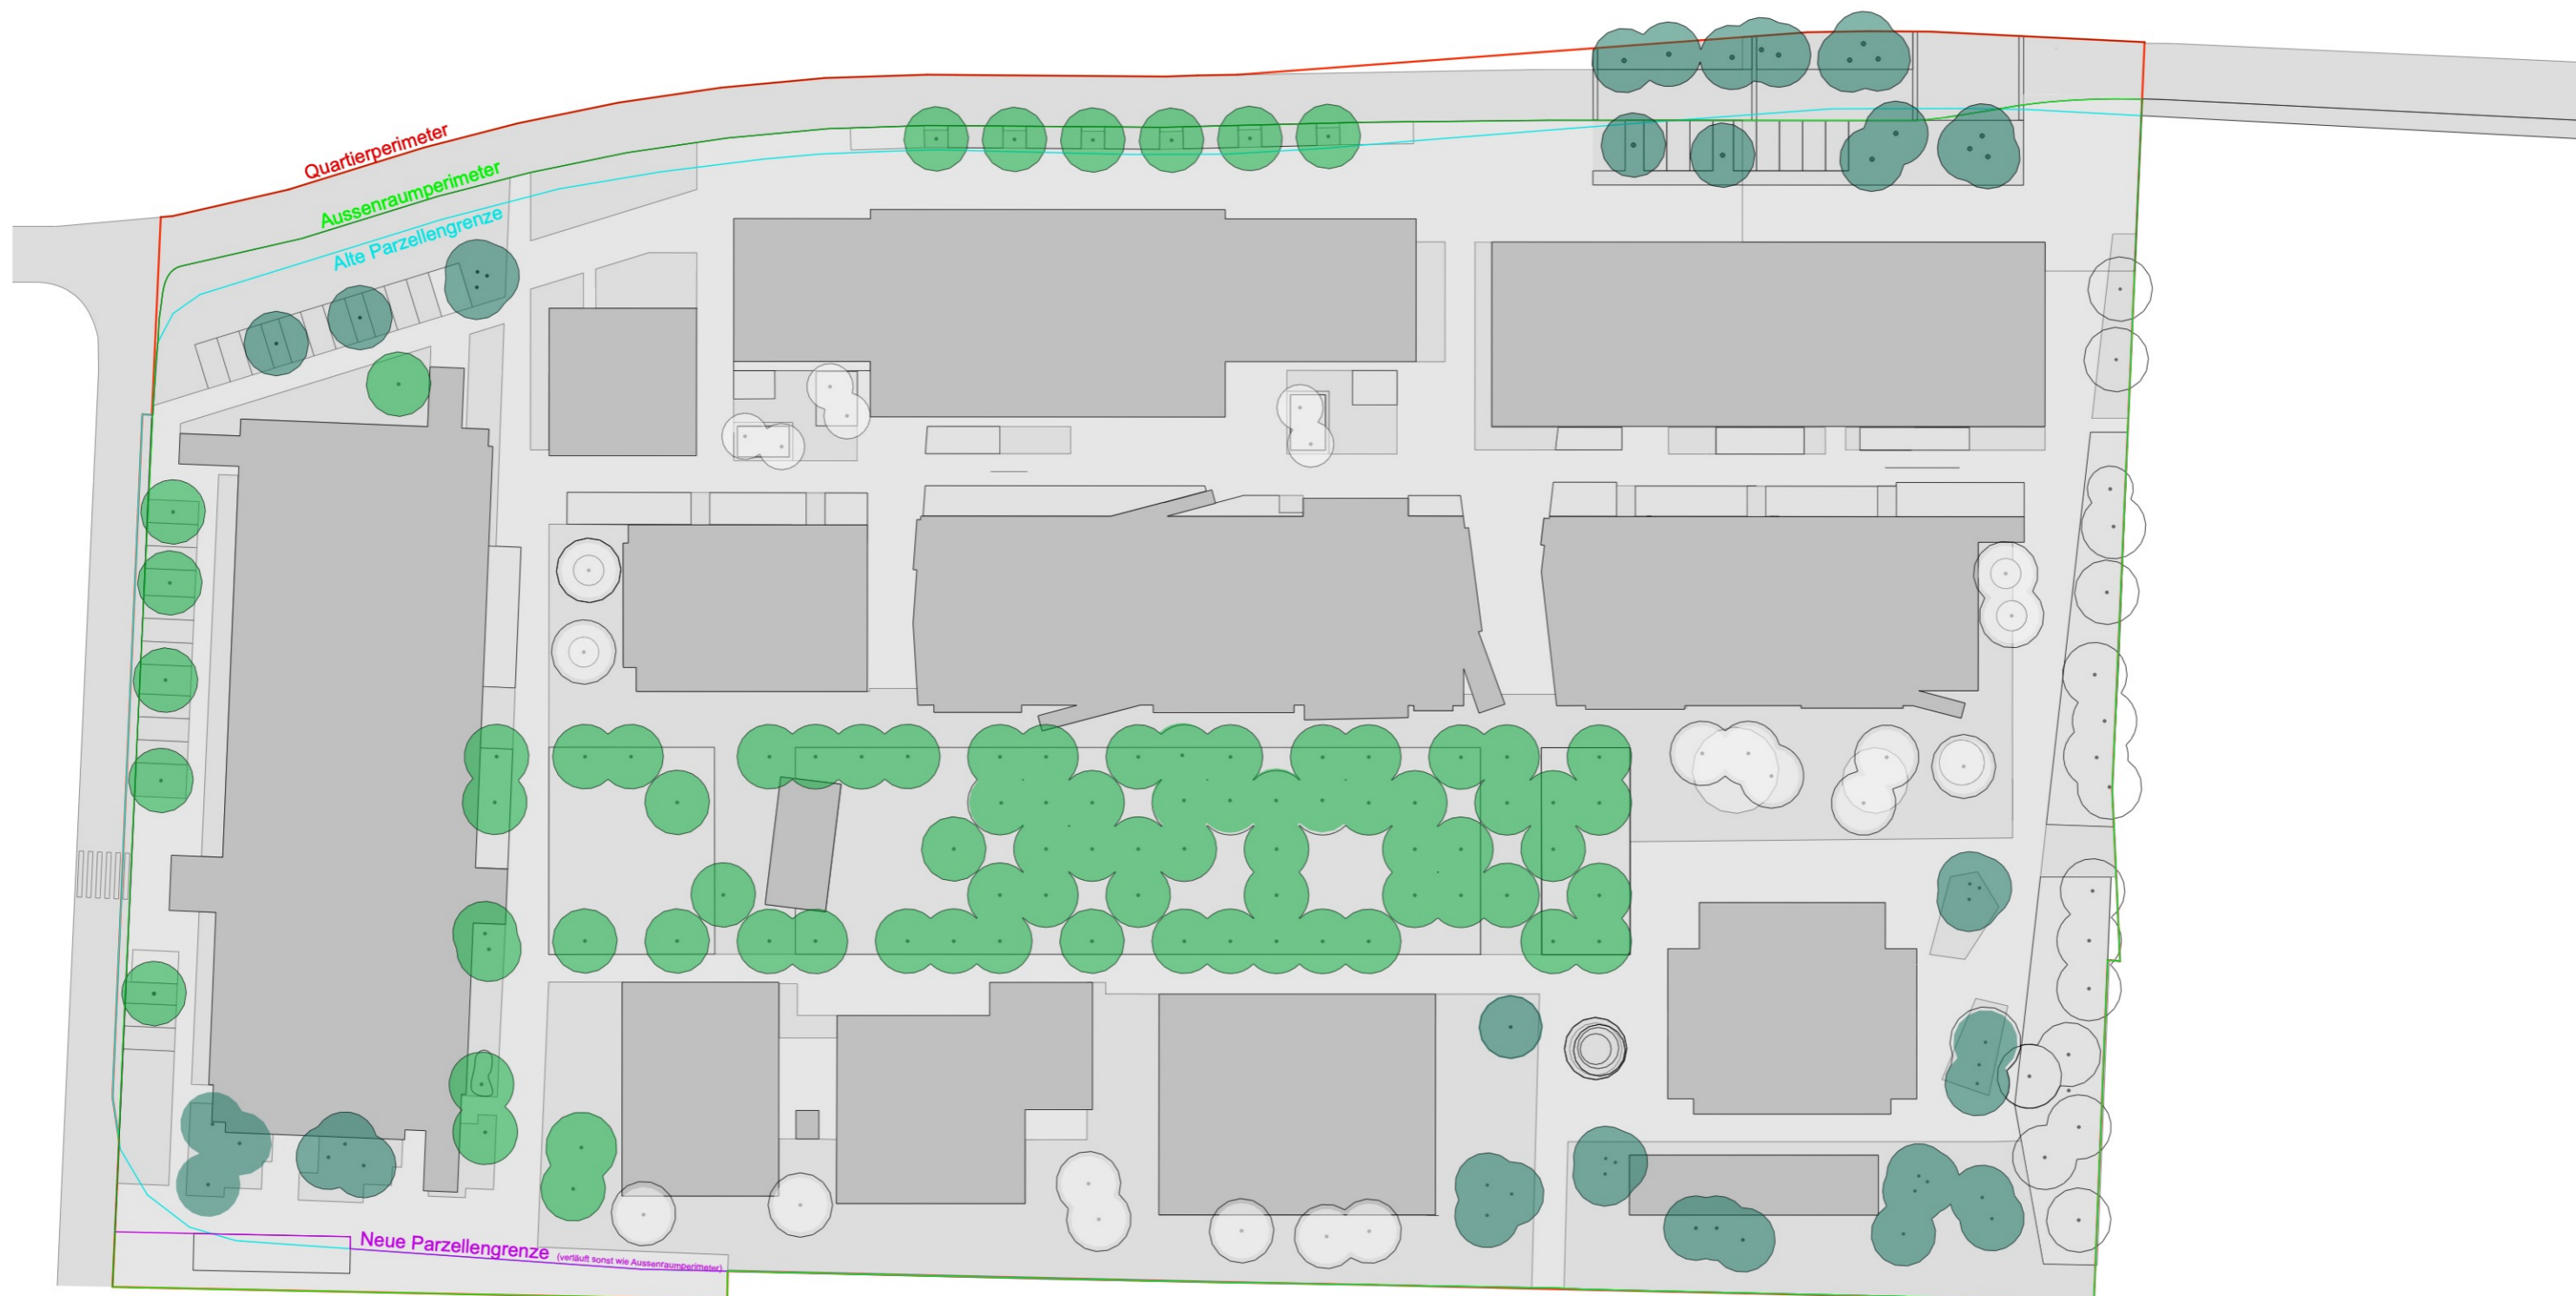 Quartierperimeter
Aussenraumperimeter
Alte Parzellengrenze
Neue Parzellengrenze (verläuft sonst wie Aussenraumperimeter)